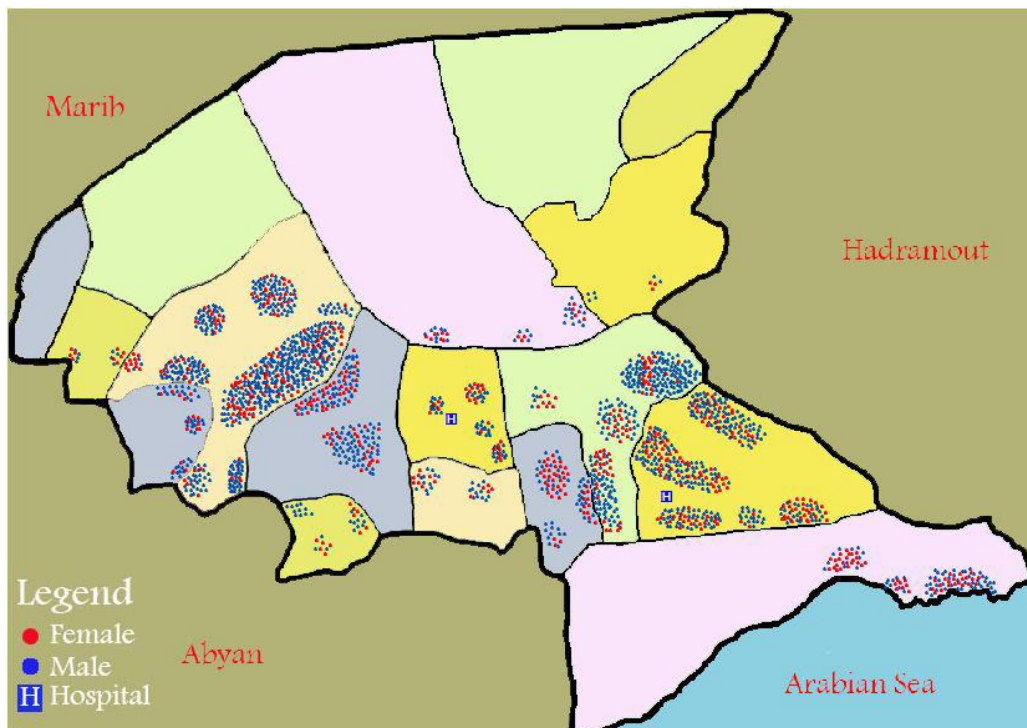 Marib
Hadramout
H
H
Legend
Female
Male
H Hospital
Abyan
Arabian Sea